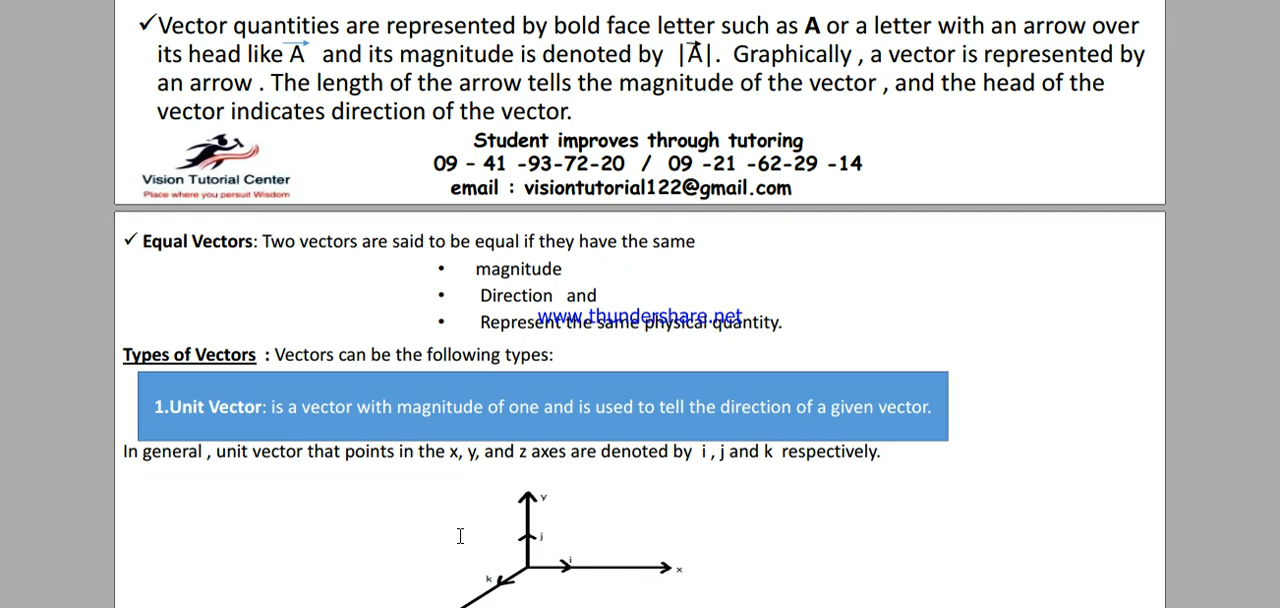 ✓Vector quantities are represented by bold face letter such as A or a letter with an arrow over
its head like A⃗ and its magnitude is denoted by |A⃗|. Graphically , a vector is represented by
an arrow . The length of the arrow tells the magnitude of the vector , and the head of the
vector indicates direction of the vector.
Student improves through tutoring
09 - 41 -93-72-20 / 09 -21 -62-29 -14
email : visiontutorial122@gmail.com
Vision Tutorial Center
Place where you persuit Wisdom
✓ Equal Vectors: Two vectors are said to be equal if they have the same
• magnitude
• Direction and
www.thundershare.net
• Represent the same physical quantity.
Types of Vectors : Vectors can be the following types:
1.Unit Vector: is a vector with magnitude of one and is used to tell the direction of a given vector.
In general , unit vector that points in the x, y, and z axes are denoted by i , j and k respectively.
y
j
i
x
k